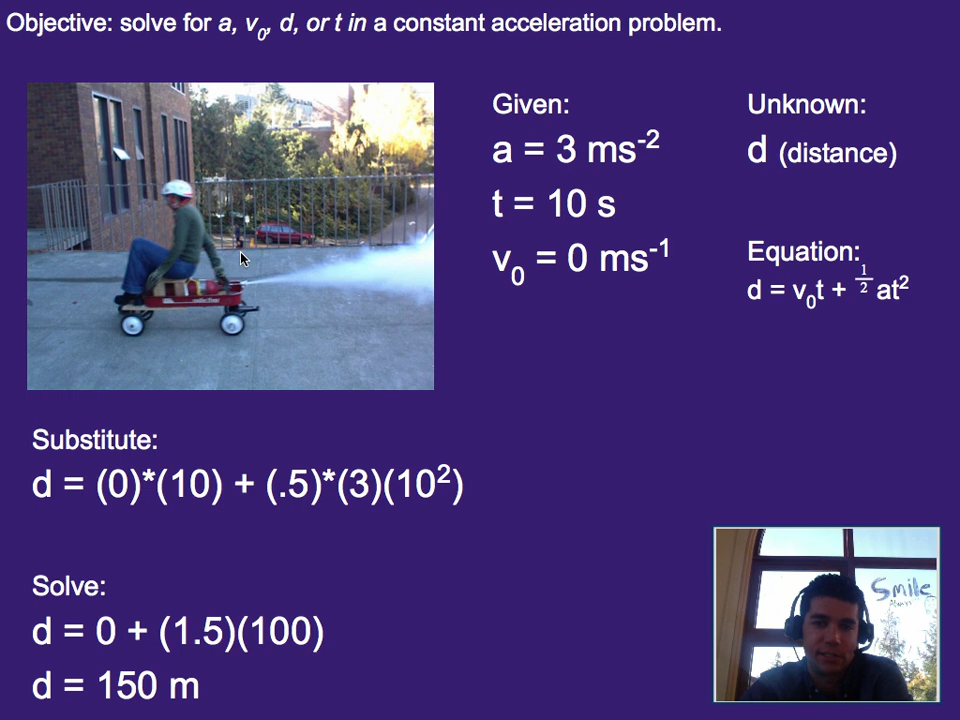 Objective: solve for a, v₀, d, or t in a constant acceleration problem.
Given:
a = 3 ms⁻²
t = 10 s
v₀ = 0 ms⁻¹
Unknown:
d (distance)
Equation:
d = v₀t + ½ at²
Substitute:
d = (0)*(10) + (.5)*(3)(10²)
Solve:
d = 0 + (1.5)(100)
d = 150 m
Smile